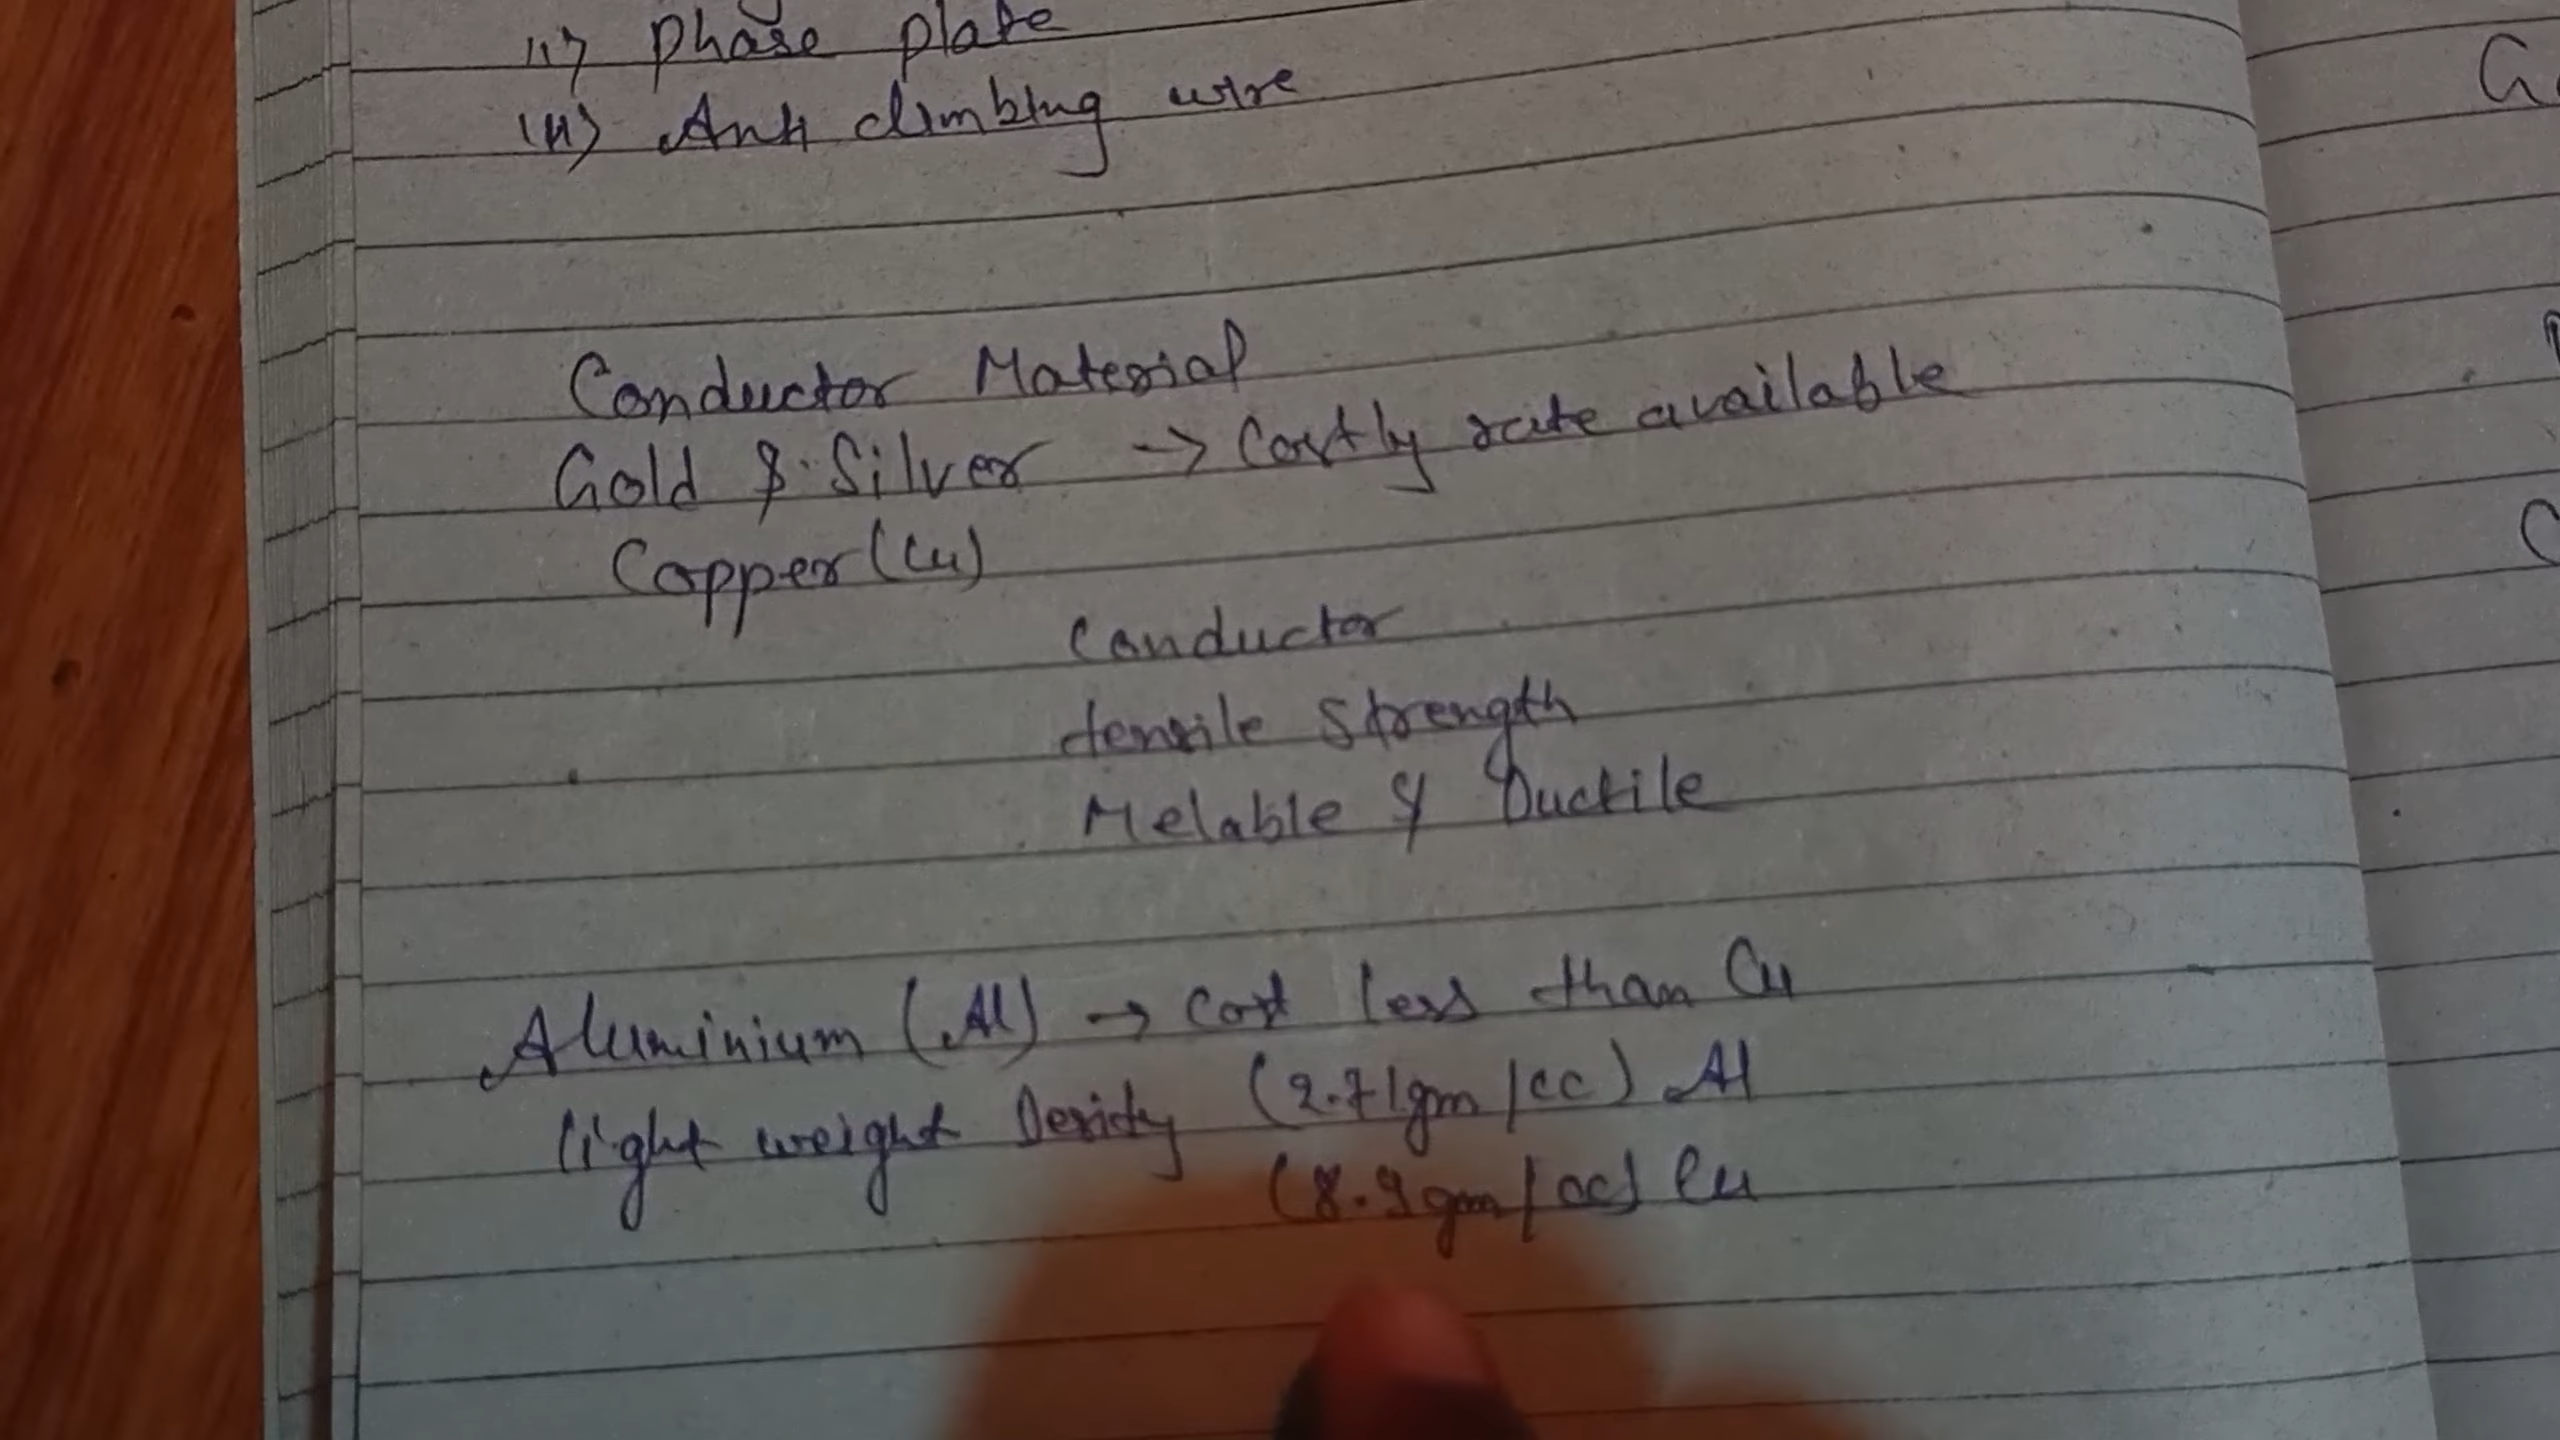 ii) Phase plate
iii) Anti climbing wire
Conductor Material
Gold & Silver → Costly rate available
Copper (Cu)
Conductor
tensile strength
Melable & Ductile
Aluminium (Al) → Cost less than Cu
light weight Density (2.71gm/cc) Al
(8.9gm/cc) Cu